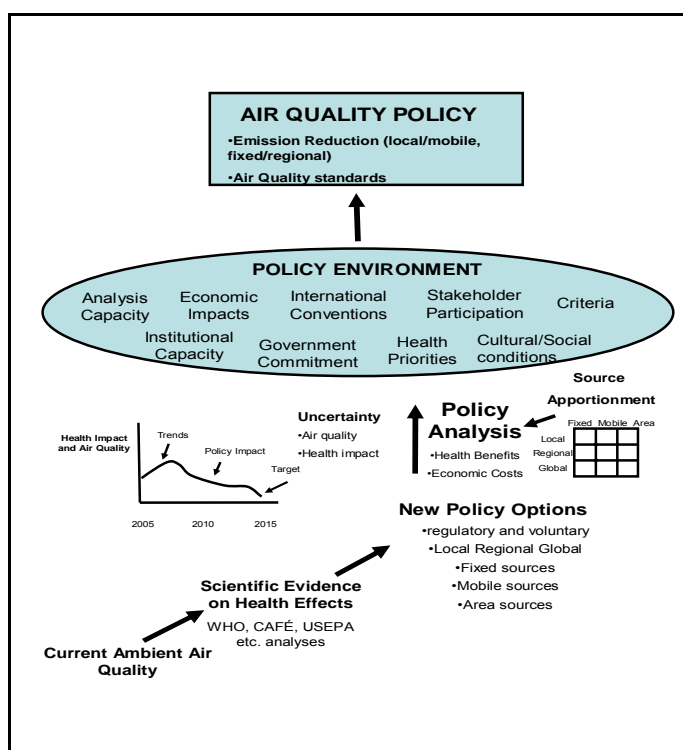 AIR QUALITY POLICY
•Emission Reduction (local/mobile,
fixed/regional)
•Air Quality standards
POLICY ENVIRONMENT
Analysis
Capacity
Economic
Impacts
International
Conventions
Stakeholder
Participation
Criteria
Institutional
Capacity
Government
Commitment
Health
Priorities
Cultural/Social
conditions
Source
Apportionment
Fixed Mobile Area
Local
Regional
Global
Policy
Analysis
•Health Benefits
•Economic Costs
Uncertainty
•Air quality
•Health impact
Health Impact
and Air Quality
Trends
Policy Impact
Target
2005 2010 2015
New Policy Options
•regulatory and voluntary
•Local Regional Global
•Fixed sources
•Mobile sources
•Area sources
Scientific Evidence
on Health Effects
WHO, CAFÉ, USEPA
etc. analyses
Current Ambient Air
Quality